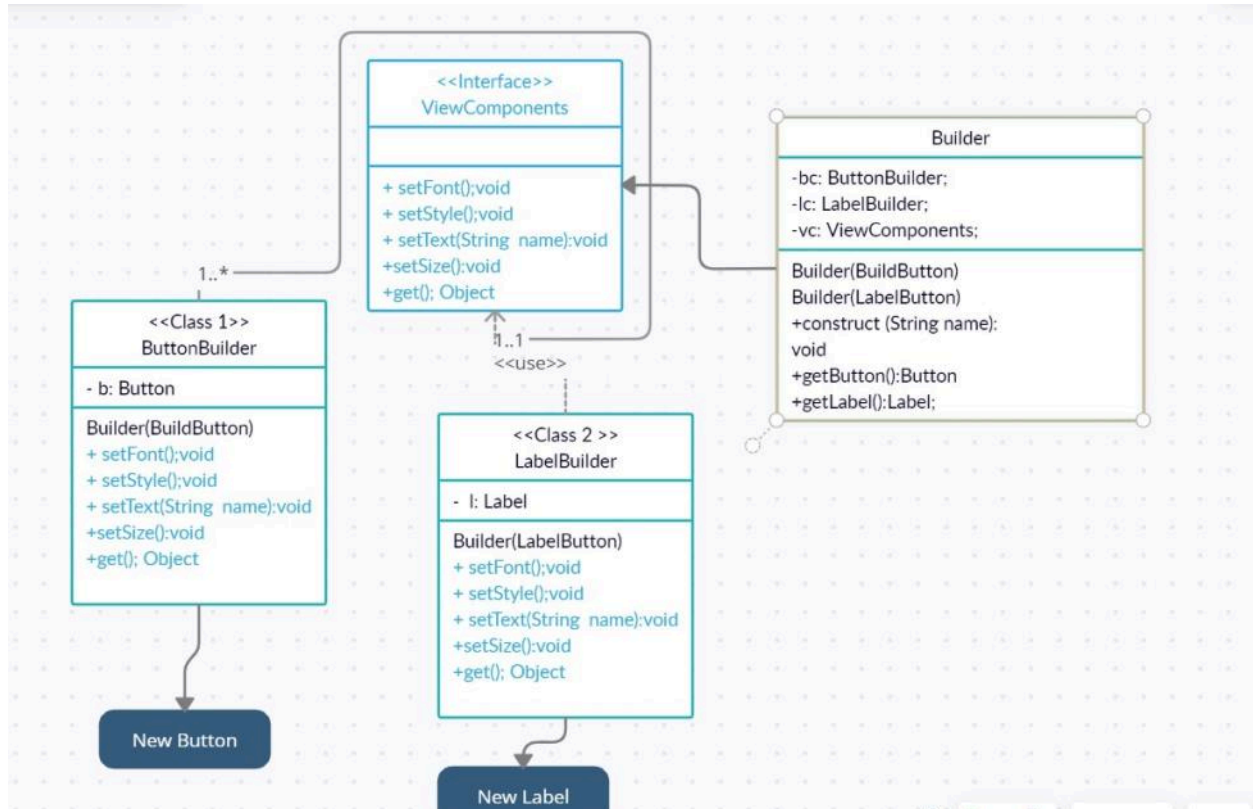 <<Interface>>
ViewComponents
+ setFont();void
+ setStyle();void
+ setText(String name):void
+setSize():void
+get(); Object
Builder
-bc: ButtonBuilder;
-lc: LabelBuilder;
-vc: ViewComponents;
Builder(BuildButton)
Builder(LabelButton)
+construct (String name):
void
+getButton():Button
+getLabel():Label;
1..*
1..1
<<use>>
<<Class 1>>
ButtonBuilder
- b: Button
Builder(BuildButton)
+ setFont();void
+ setStyle();void
+ setText(String name):void
+setSize():void
+get(); Object
<<Class 2 >>
LabelBuilder
- l: Label
Builder(LabelButton)
+ setFont();void
+ setStyle();void
+ setText(String name):void
+setSize():void
+get(); Object
New Button
New Label